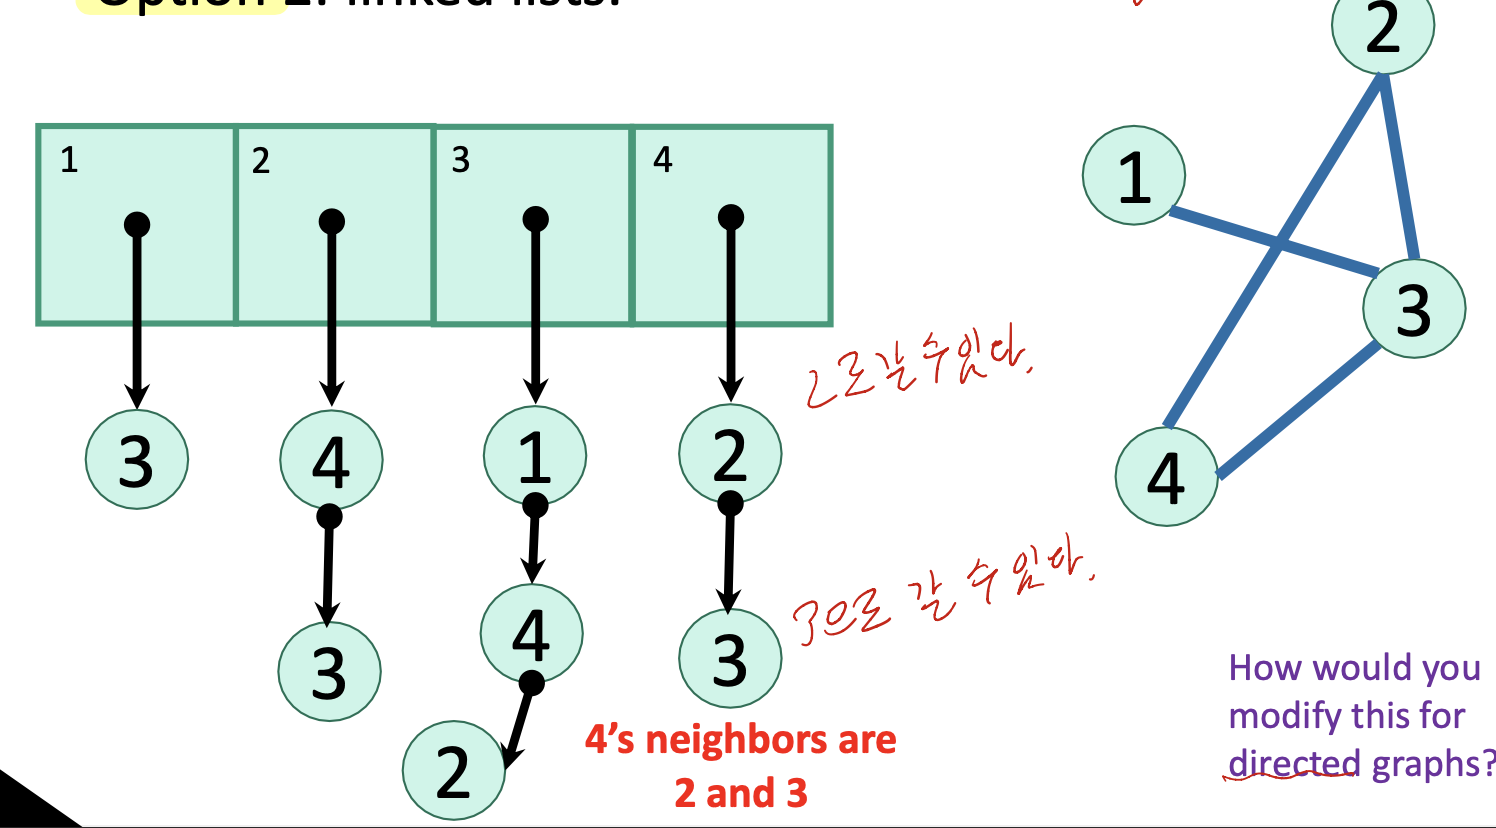 Option 2: linked lists.
2
1 2 3 4
1
3
2로갈수있다.
3 4 1 2
4
3으로 갈 수 있다.
4
3 3
How would you
modify this for
directed graphs?
2
4's neighbors are
2 and 3